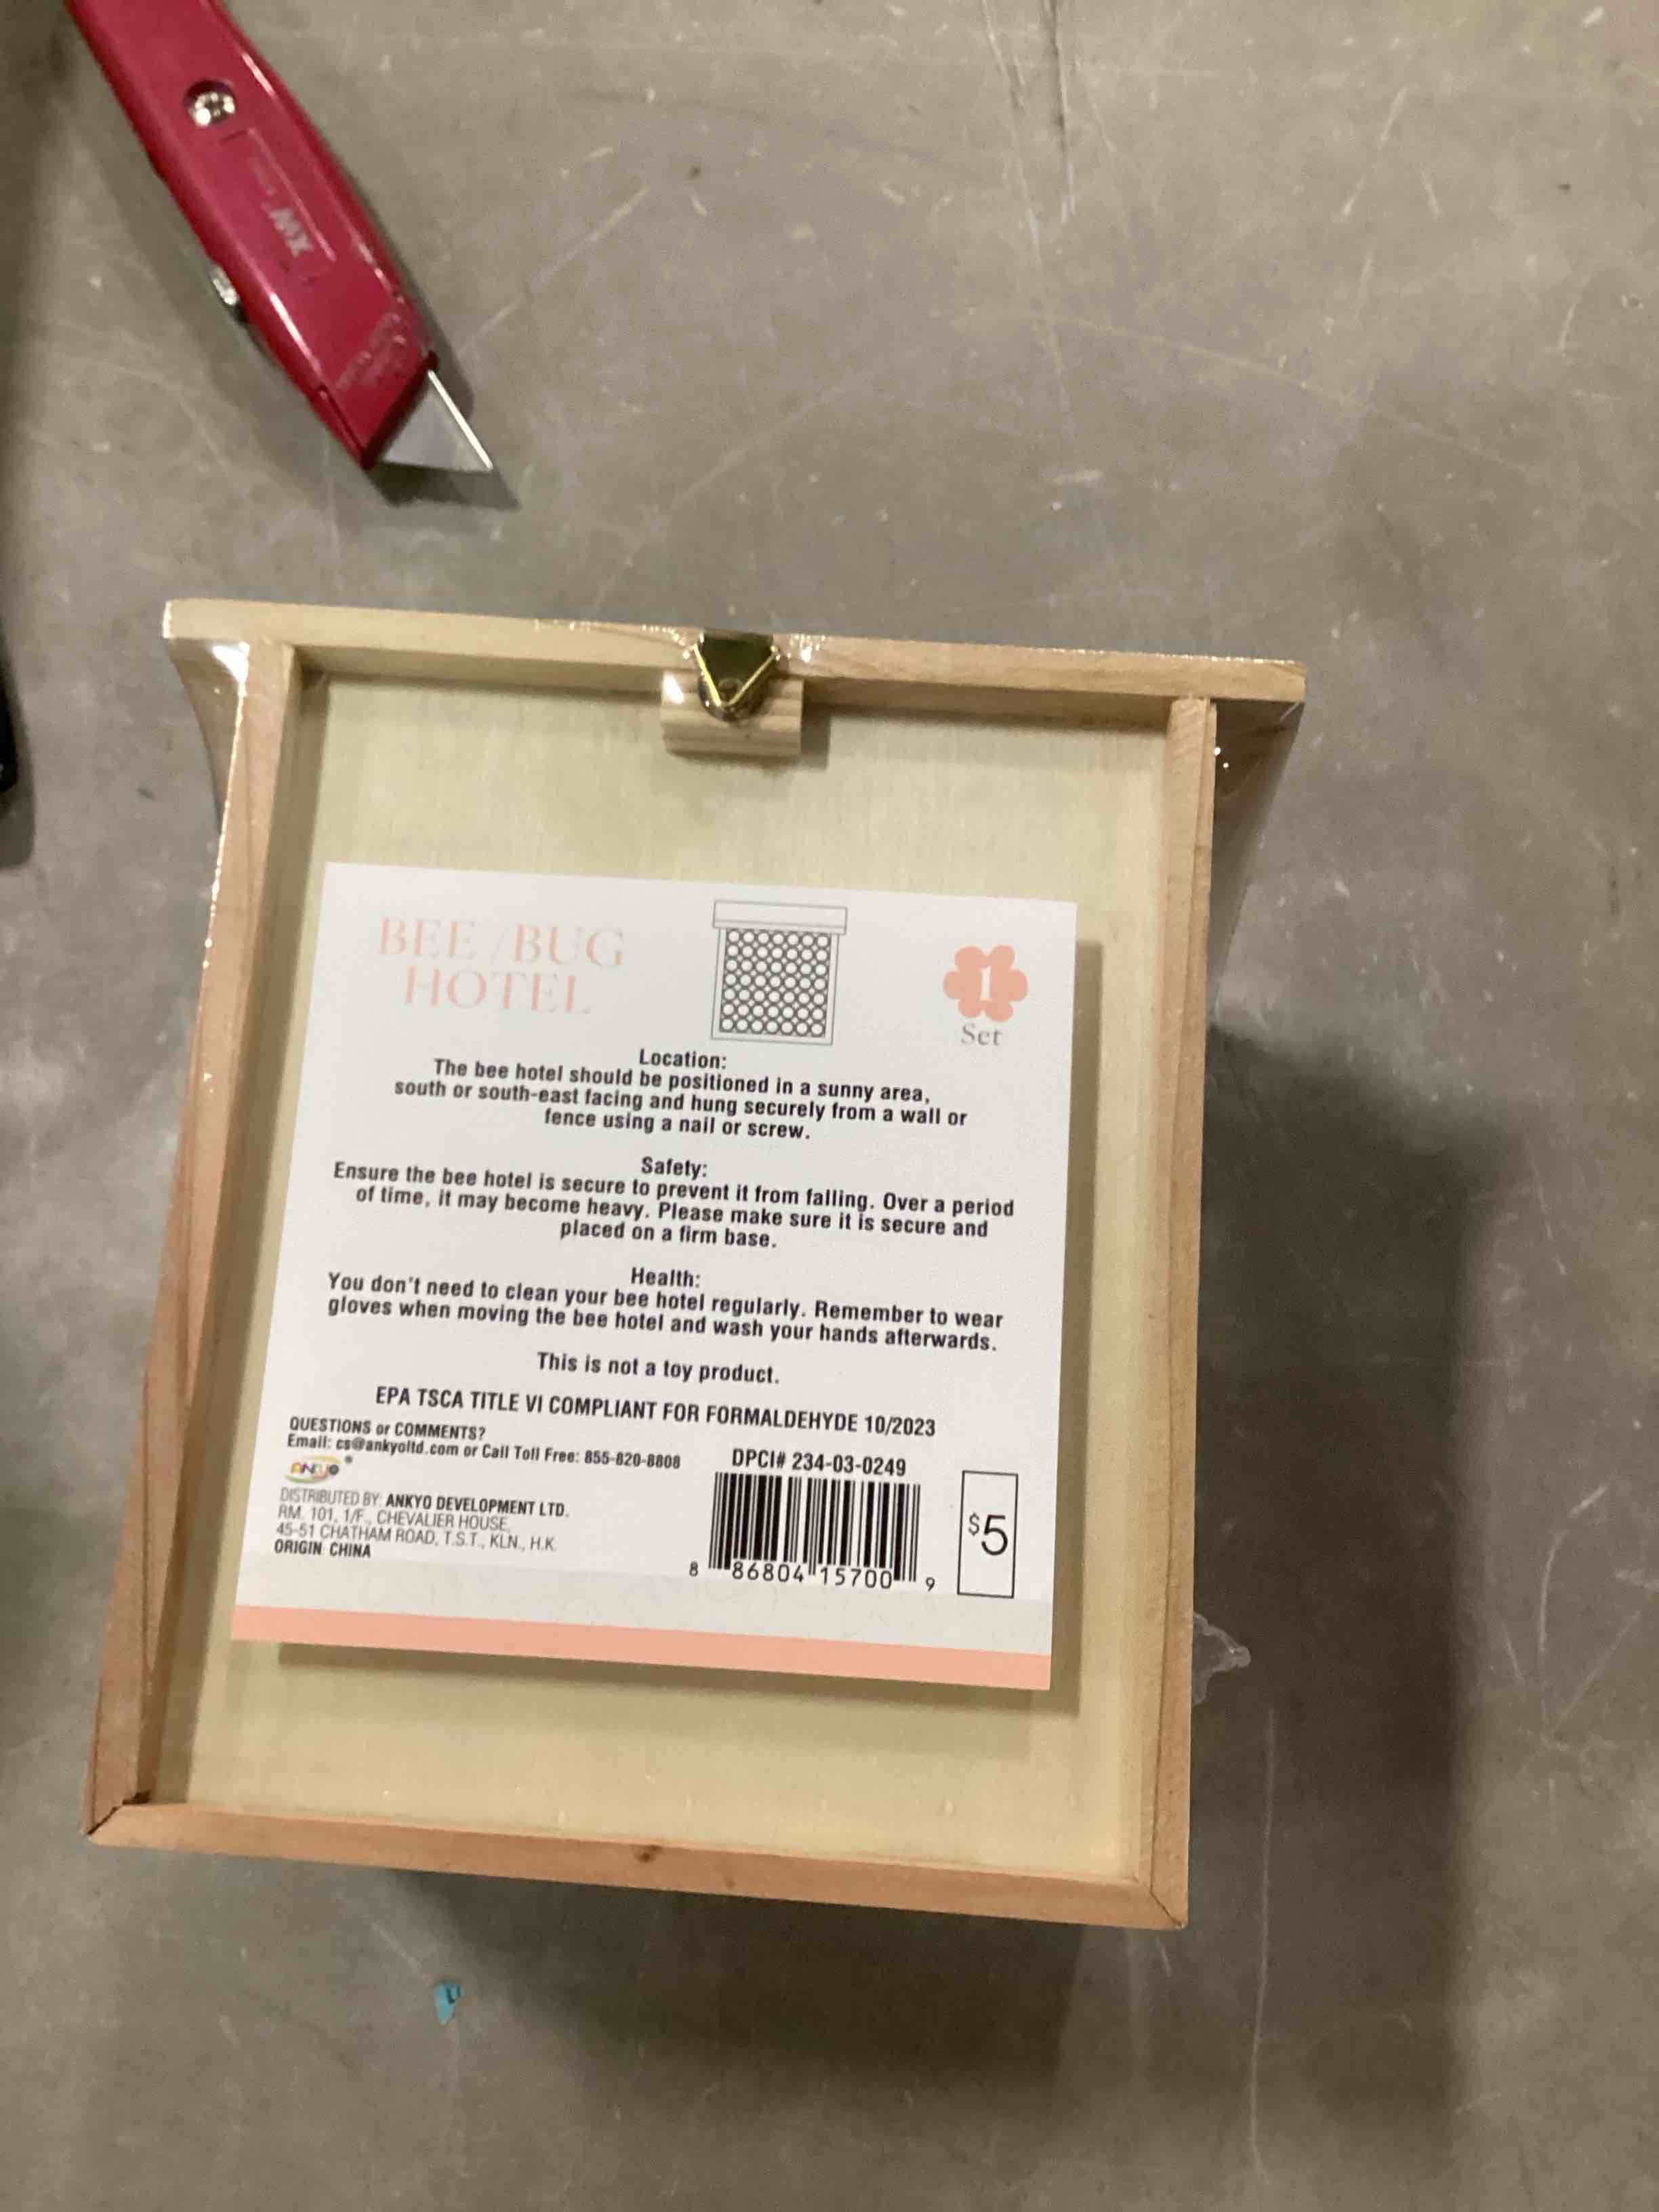 BEE/BUG
HOTEL
1
Set
Location:
The bee hotel should be positioned in a sunny area,
south or south-east facing and hung securely from a wall or
fence using a nail or screw.
Safety:
Ensure the bee hotel is secure to prevent it from falling. Over a period
of time, it may become heavy. Please make sure it is secure and
placed on a firm base.
Health:
You don't need to clean your bee hotel regularly. Remember to wear
gloves when moving the bee hotel and wash your hands afterwards.
This is not a toy product.
EPA TSCA TITLE VI COMPLIANT FOR FORMALDEHYDE 10/2023
QUESTIONS or COMMENTS?
Email: cs@ankyoltd.com or Call Toll Free: 855-820-8808
ANKYO®
DISTRIBUTED BY: ANKYO DEVELOPMENT LTD.
RM. 101, 1/F., CHEVALIER HOUSE,
45-51 CHATHAM ROAD, T.S.T., KLN., H.K.
ORIGIN: CHINA
DPCI# 234-03-0249
8 86804 15700 9
$5